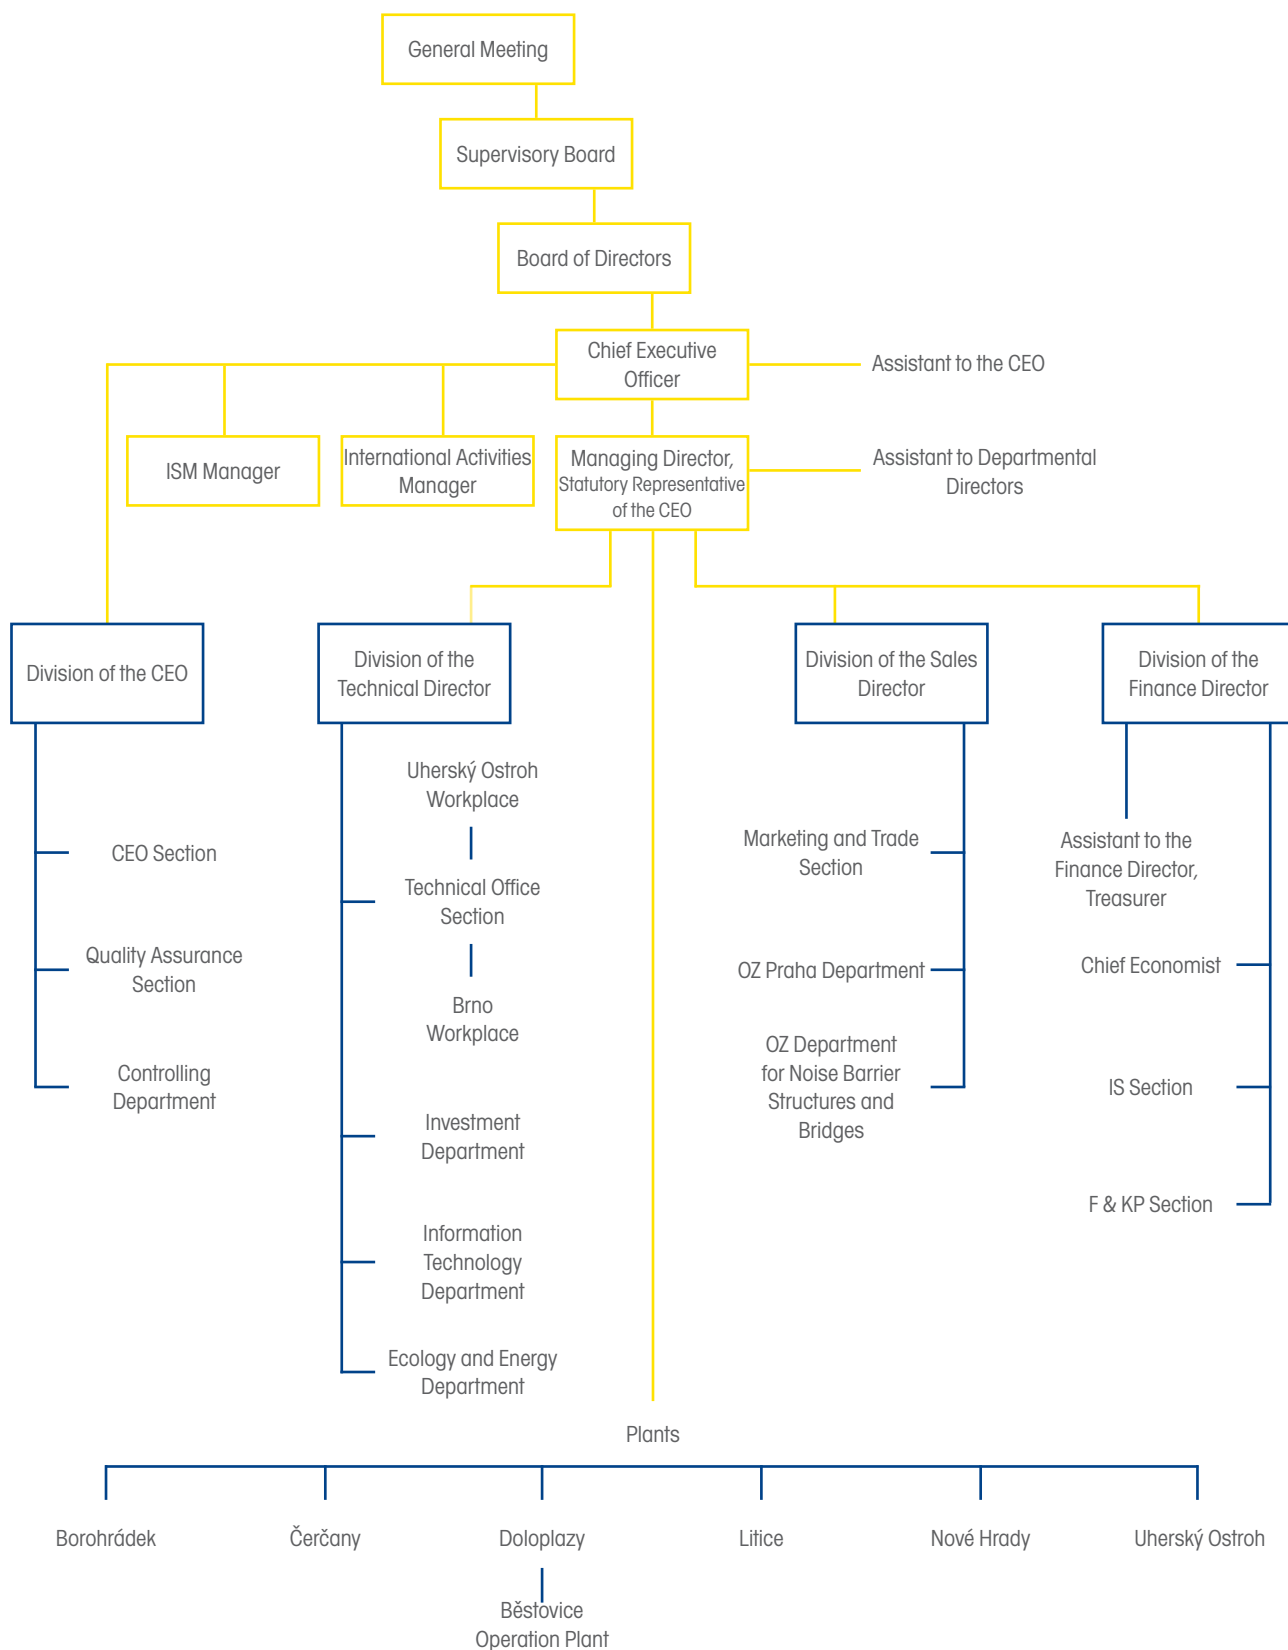 General Meeting
Supervisory Board
Board of Directors
Chief Executive
Officer
Assistant to the CEO
ISM Manager
International Activities
Manager
Managing Director,
Statutory Representative
of the CEO
Assistant to Departmental
Directors
Division of the CEO
Division of the
Technical Director
Division of the Sales
Director
Division of the
Finance Director
CEO Section
Quality Assurance
Section
Controlling
Department
Uherský Ostroh
Workplace
Technical Office
Section
Brno
Workplace
Investment
Department
Information
Technology
Department
Ecology and Energy
Department
Marketing and Trade
Section
OZ Praha Department
OZ Department
for Noise Barrier
Structures and
Bridges
Assistant to the
Finance Director,
Treasurer
Chief Economist
IS Section
F & KP Section
Plants
Borohrádek
Čerčany
Doloplazy
Litice
Nové Hrady
Uherský Ostroh
Běstovice
Operation Plant